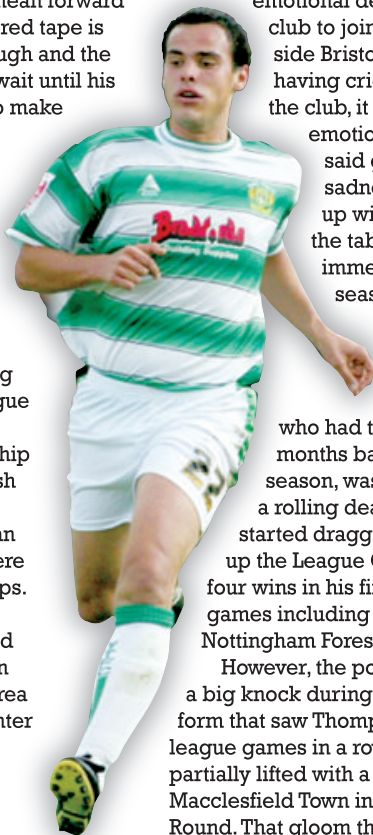 mean forward
red tape is
ugh and the
wait until his
o make
g
gue
hip
sh
an
ere
ps.
d
n
rea
nter
emotional de
club to join
side Bristo
having cri
the club, it
emotio
said g
sadne
up wi
the tab
imme
seas
who had t
months ba
season, was
a rolling dea
started dragg
up the League
four wins in his fi
games including
Nottingham Fores
However, the po
a big knock during
form that saw Thomp
league games in a row
partially lifted with a
Macclesfield Town in
Round. That gloom th
Bradfords
Building Supplies